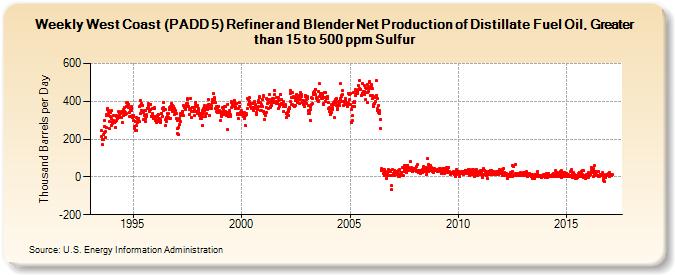 Weekly West Coast (PADD 5) Refiner and Blender Net Production of Distillate Fuel Oil, Greater
than 15 to 500 ppm Sulfur
Thousand Barrels per Day
600
400
200
0
-200
1995
2000
2005
2010
2015
Source: U.S. Energy Information Administration